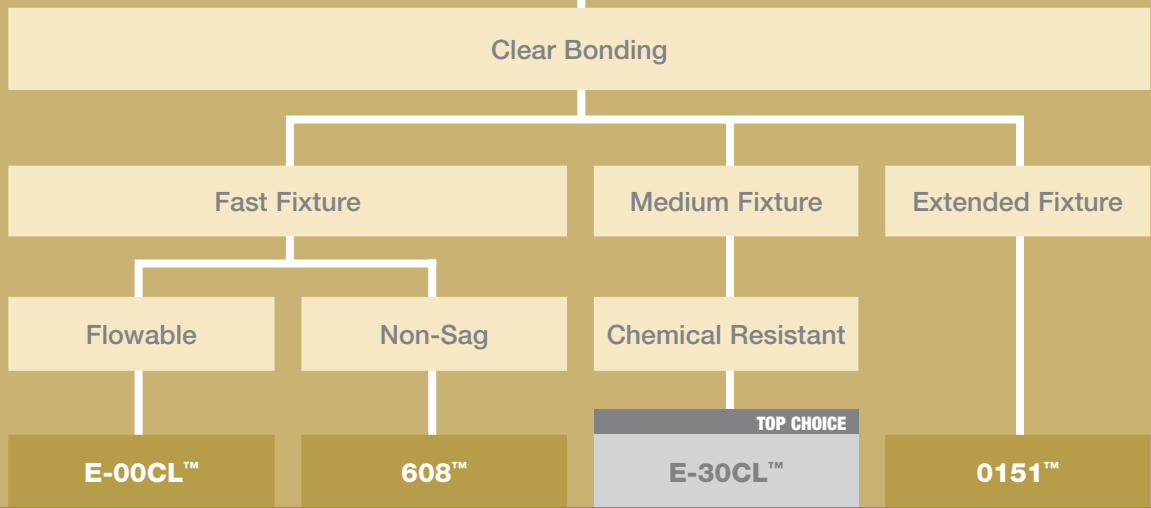 Clear Bonding
Fast Fixture
Medium Fixture
Extended Fixture
Flowable
Non-Sag
Chemical Resistant
TOP CHOICE
E-00CL™
608™
E-30CL™
0151™